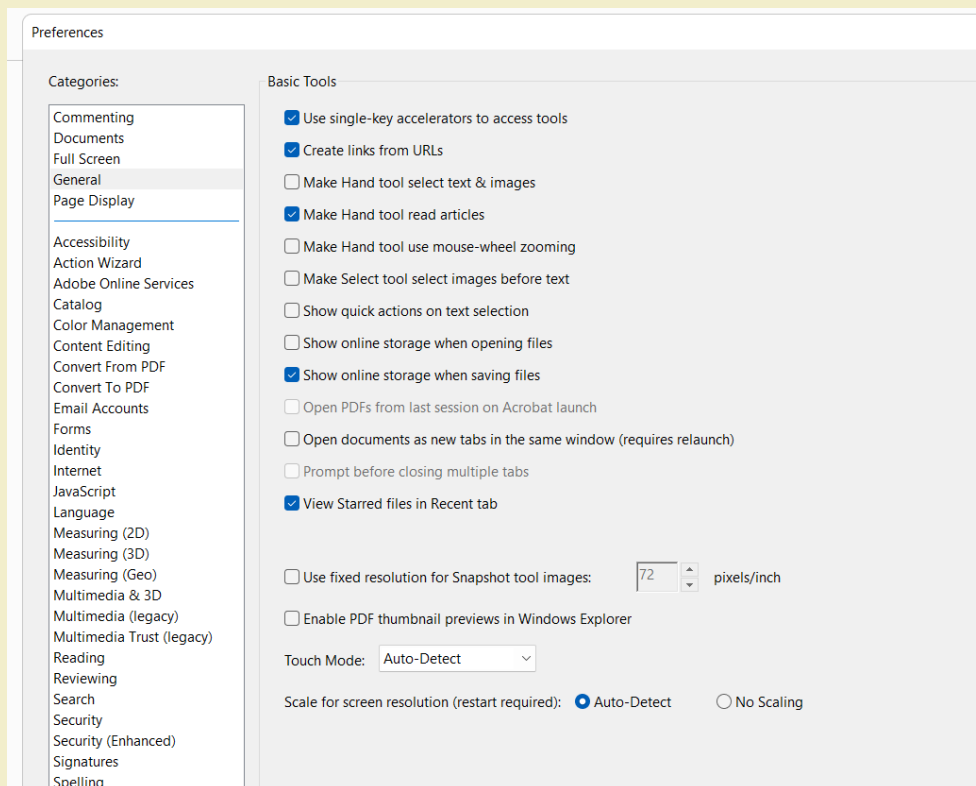 Preferences
Categories:
Commenting
Documents
Full Screen
General
Page Display
Accessibility
Action Wizard
Adobe Online Services
Catalog
Color Management
Content Editing
Convert From PDF
Convert To PDF
Email Accounts
Forms
Identity
Internet
JavaScript
Language
Measuring (2D)
Measuring (3D)
Measuring (Geo)
Multimedia & 3D
Multimedia (legacy)
Multimedia Trust (legacy)
Reading
Reviewing
Search
Security
Security (Enhanced)
Signatures
Spelling
Basic Tools
Use single-key accelerators to access tools
Create links from URLs
Make Hand tool select text & images
Make Hand tool read articles
Make Hand tool use mouse-wheel zooming
Make Select tool select images before text
Show quick actions on text selection
Show online storage when opening files
Show online storage when saving files
Open PDFs from last session on Acrobat launch
Open documents as new tabs in the same window (requires relaunch)
Prompt before closing multiple tabs
View Starred files in Recent tab
Use fixed resolution for Snapshot tool images: 72 pixels/inch
Enable PDF thumbnail previews in Windows Explorer
Touch Mode: Auto-Detect
Scale for screen resolution (restart required): Auto-Detect No Scaling